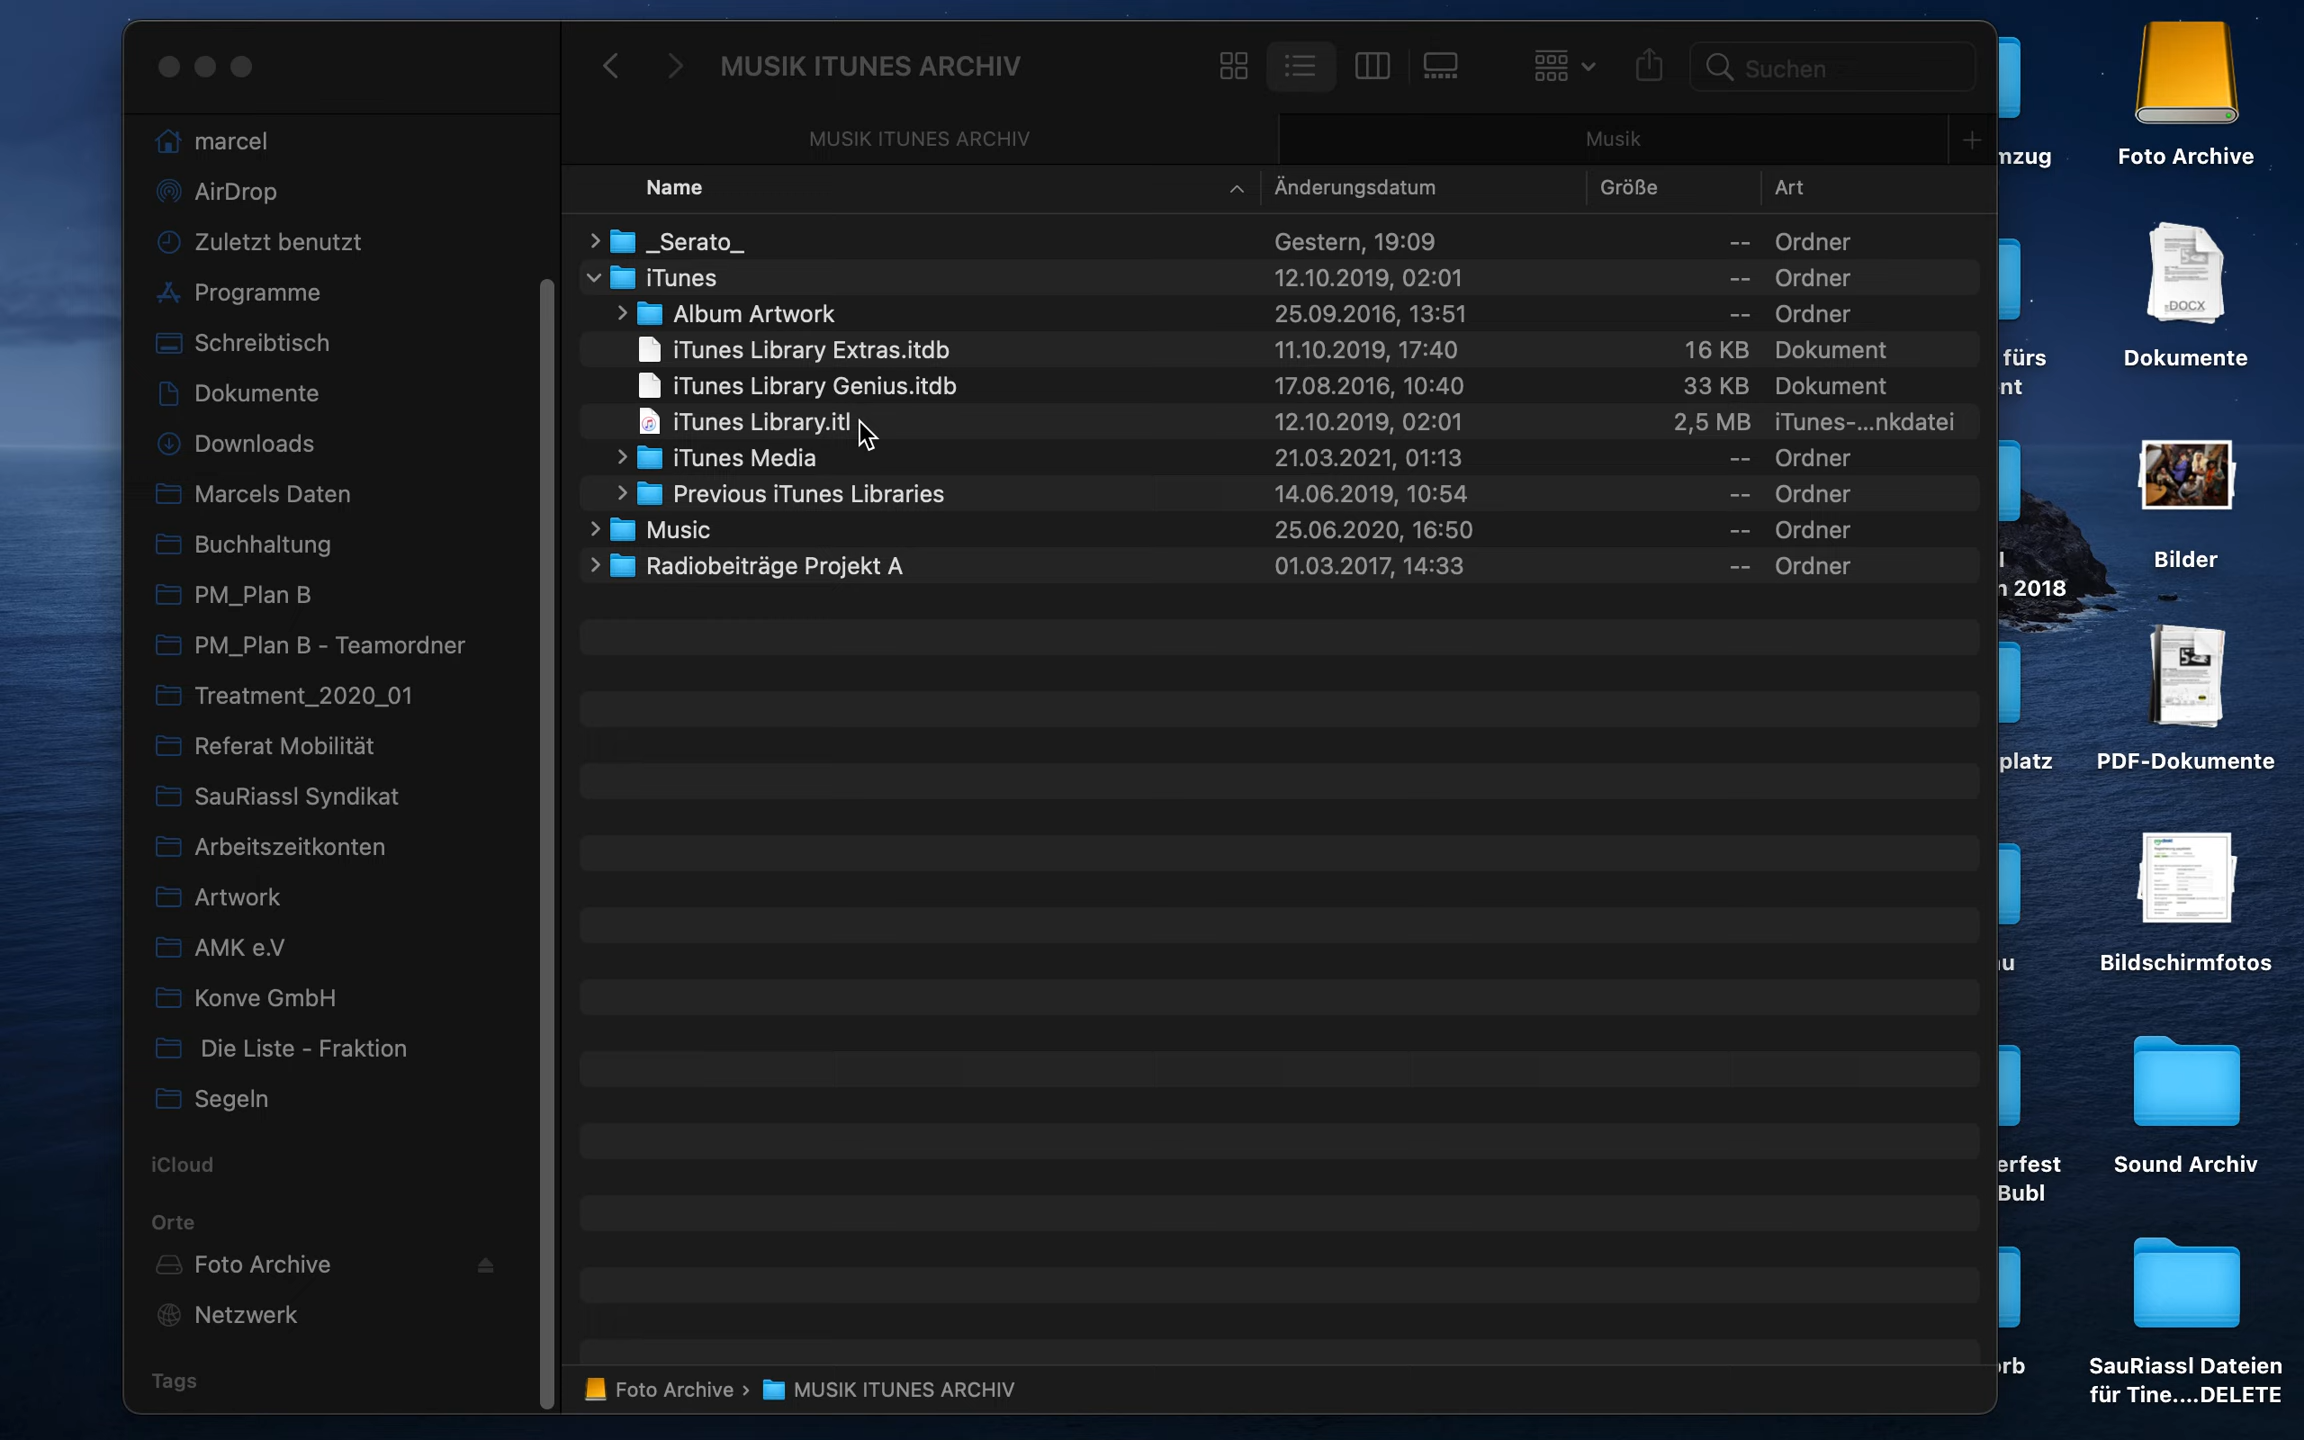 MUSIK ITUNES ARCHIV
Suchen
MUSIK ITUNES ARCHIV
Musik
Name
Änderungsdatum
Größe
Art
_Serato_
Gestern, 19:09
--
Ordner
iTunes
12.10.2019, 02:01
--
Ordner
Album Artwork
25.09.2016, 13:51
--
Ordner
iTunes Library Extras.itdb
11.10.2019, 17:40
16 KB
Dokument
iTunes Library Genius.itdb
17.08.2016, 10:40
33 KB
Dokument
iTunes Library.itl
12.10.2019, 02:01
2,5 MB
iTunes-...nkdatei
iTunes Media
21.03.2021, 01:13
--
Ordner
Previous iTunes Libraries
14.06.2019, 10:54
--
Ordner
Music
25.06.2020, 16:50
--
Ordner
Radiobeiträge Projekt A
01.03.2017, 14:33
--
Ordner
marcel
AirDrop
Zuletzt benutzt
Programme
Schreibtisch
Dokumente
Downloads
Marcels Daten
Buchhaltung
PM_Plan B
PM_Plan B - Teamordner
Treatment_2020_01
Referat Mobilität
SauRiassl Syndikat
Arbeitszeitkonten
Artwork
AMK e.V
Konve GmbH
Die Liste - Fraktion
Segeln
iCloud
Orte
Foto Archive
Netzwerk
Tags
Foto Archive › MUSIK ITUNES ARCHIV
nzug
fürs
nt
n 2018
platz
erfest
Bubl
rb
Foto Archive
DOCX
Dokumente
Bilder
PDF-Dokumente
Bildschirmfotos
Sound Archiv
SauRiassl Dateien
für Tine....DELETE